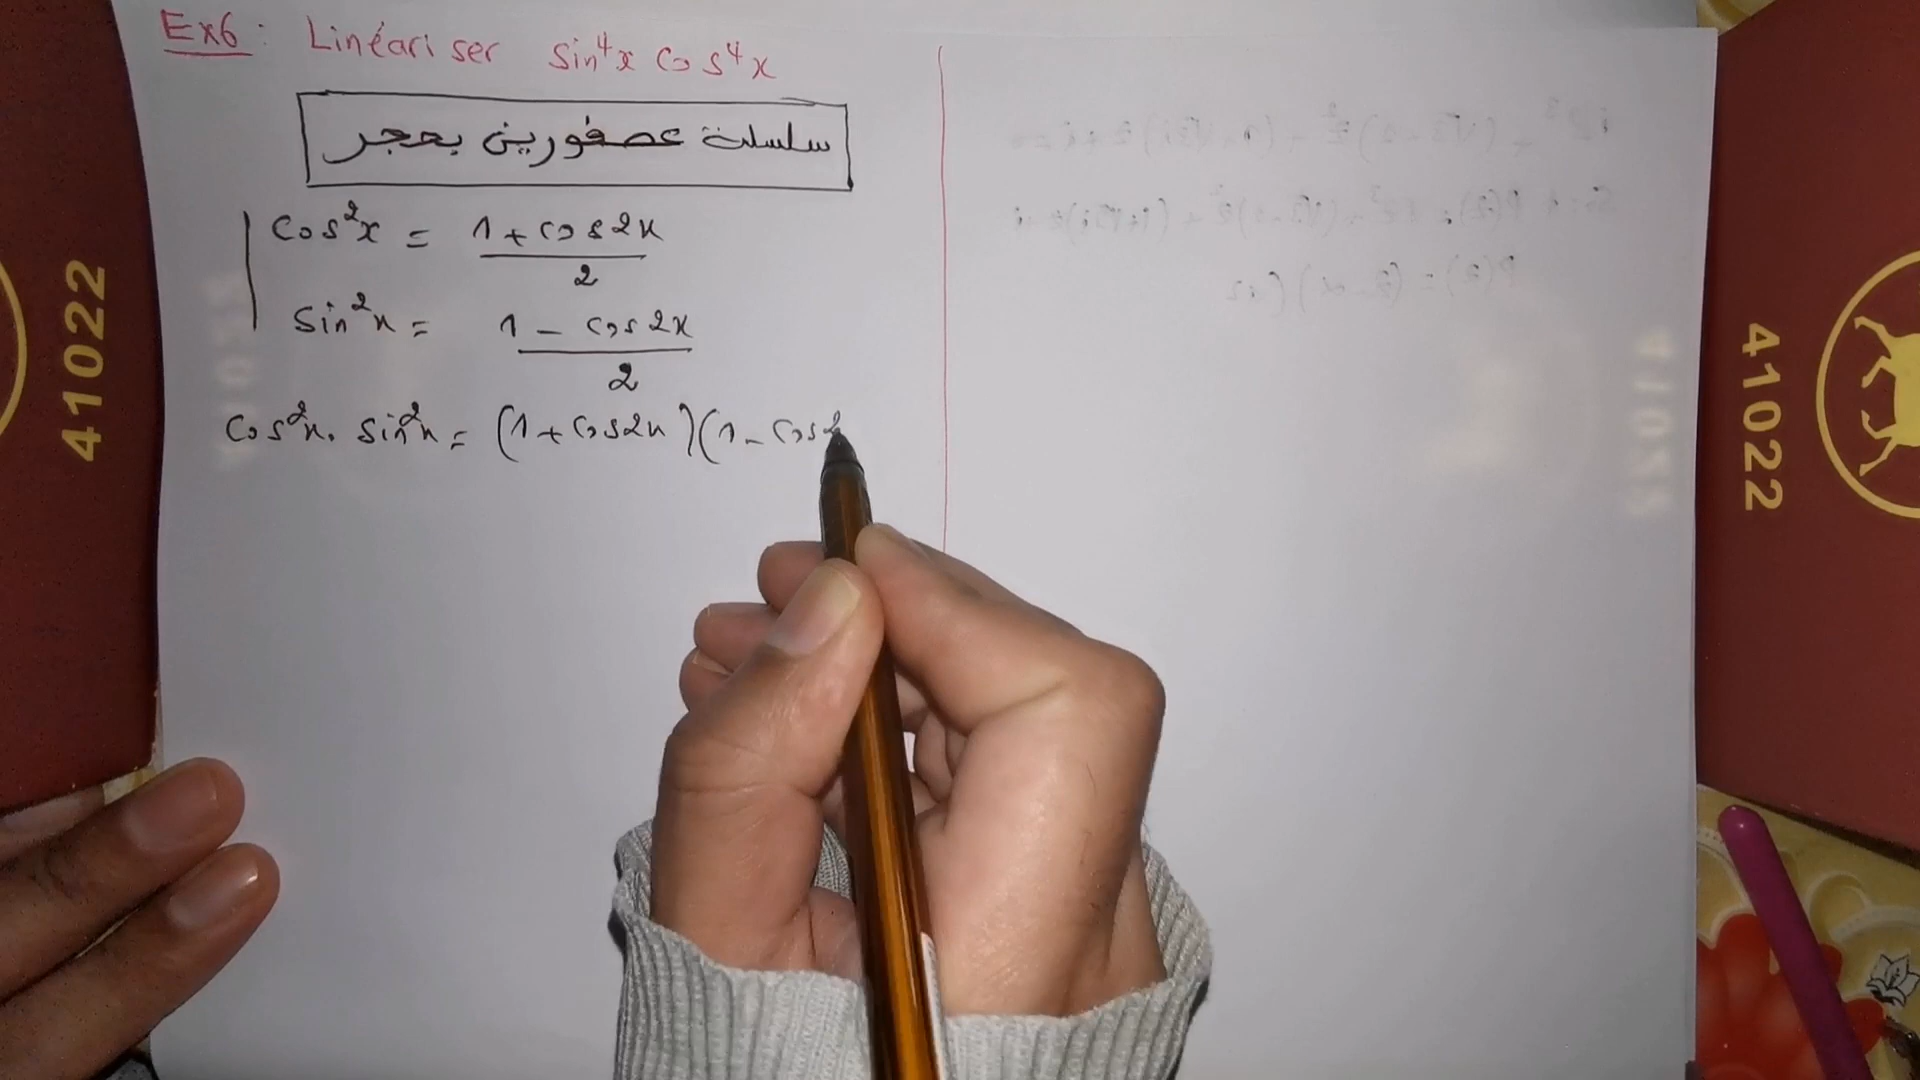 Ex6 : Linéariser sin⁴x cos⁴x
سلسلة عصفورين بحجر
cos²x = (1 + cos2x)/2
sin²x = (1 - cos2x)/2
cos²x . sin²x = (1 + cos2x)(1 - cos2
41022
41022